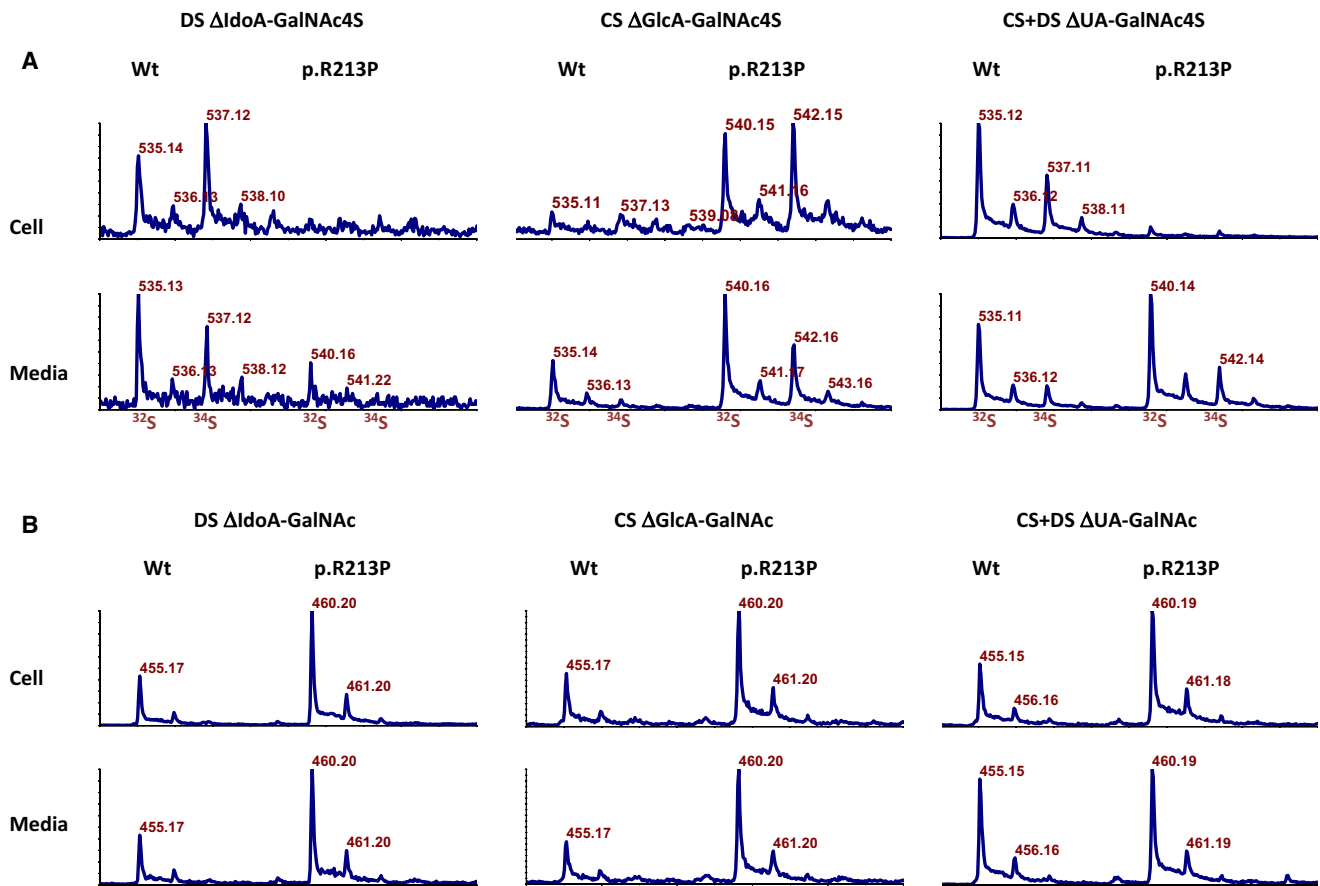 DS ΔIdoA-GalNAc4S CS ΔGlcA-GalNAc4S CS+DS ΔUA-GalNAc4S
A
Wt p.R213P Wt p.R213P Wt p.R213P
Cell
535.14 536.13 537.12 538.10
535.11 537.13 539.08 540.15 541.16 542.15
535.12 536.12 537.11 538.11
Media
535.13 536.13 537.12 538.12 540.16 541.22
535.14 536.13 540.16 541.17 542.16 543.16
535.11 536.12 540.14 542.14
32S 34S 32S 34S 32S 34S 32S 34S 32S 34S 32S 34S
B
DS ΔIdoA-GalNAc CS ΔGlcA-GalNAc CS+DS ΔUA-GalNAc
Wt p.R213P Wt p.R213P Wt p.R213P
Cell
455.17 460.20 461.20
455.17 460.20 461.20
455.15 456.16 460.19 461.18
Media
455.17 460.20 461.20
455.17 460.20 461.20
455.15 456.16 460.19 461.19